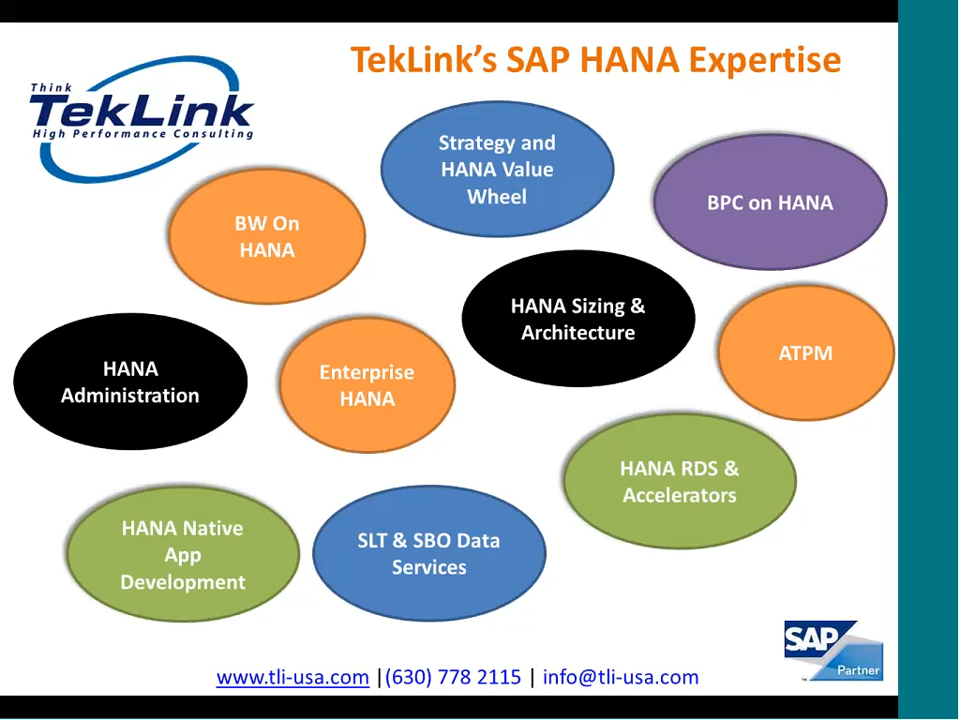 TekLink's SAP HANA Expertise
Think
TekLink
High Performance Consulting
Strategy and
HANA Value
Wheel
BPC on HANA
BW On
HANA
HANA Sizing &
Architecture
ATPM
HANA
Administration
Enterprise
HANA
HANA RDS &
Accelerators
HANA Native
App
Development
SLT & SBO Data
Services
SAP
Partner
www.tli-usa.com |(630) 778 2115 | info@tli-usa.com